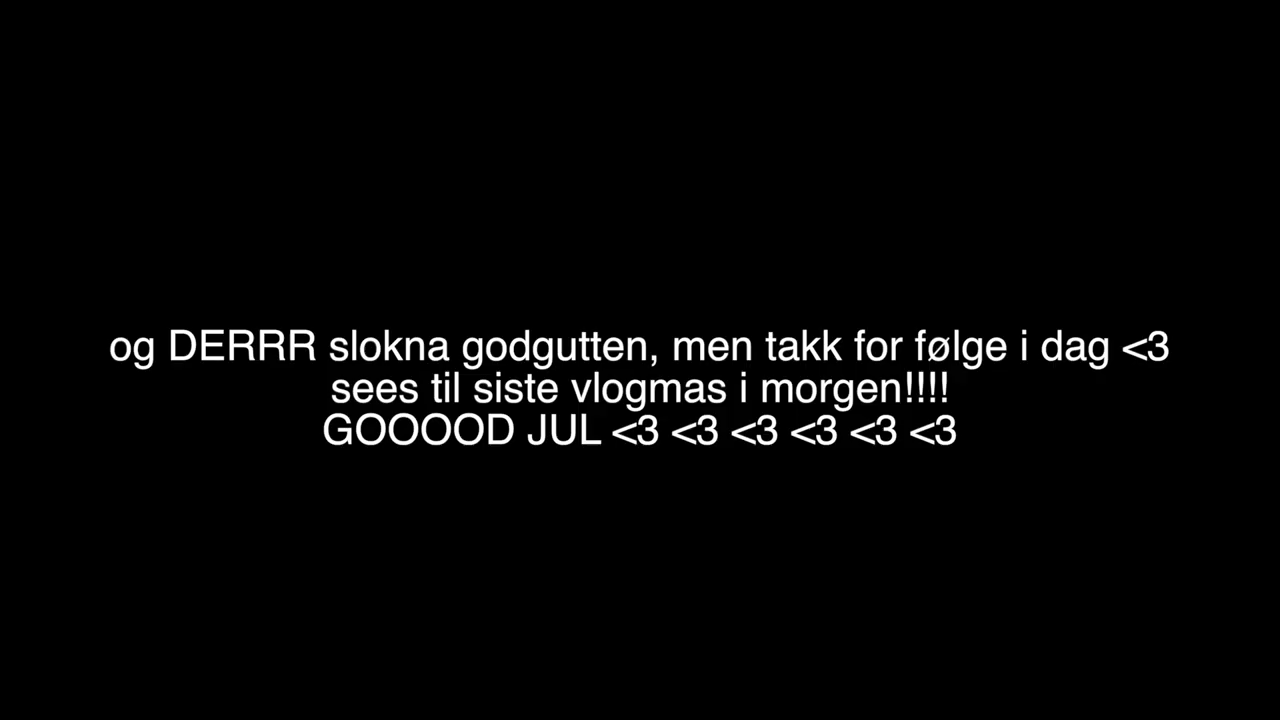 og DERRR slokna godgutten, men takk for følge i dag <3
sees til siste vlogmas i morgen!!!!
GOOOOD JUL <3 <3 <3 <3 <3 <3